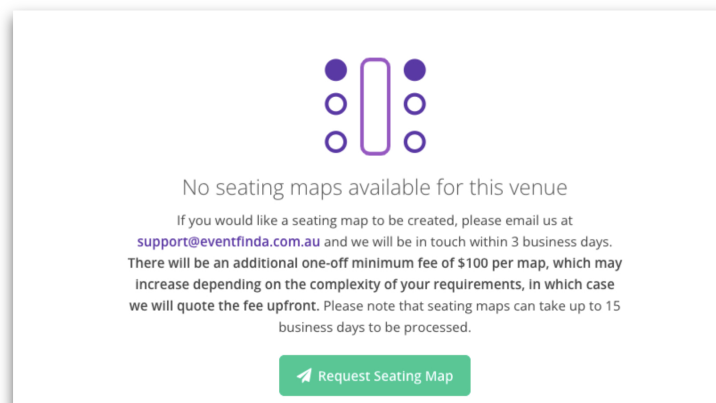 No seating maps available for this venue
If you would like a seating map to be created, please email us at
support@eventfinda.com.au and we will be in touch within 3 business days.
There will be an additional one-off minimum fee of $100 per map, which may
increase depending on the complexity of your requirements, in which case
we will quote the fee upfront. Please note that seating maps can take up to 15
business days to be processed.
Request Seating Map